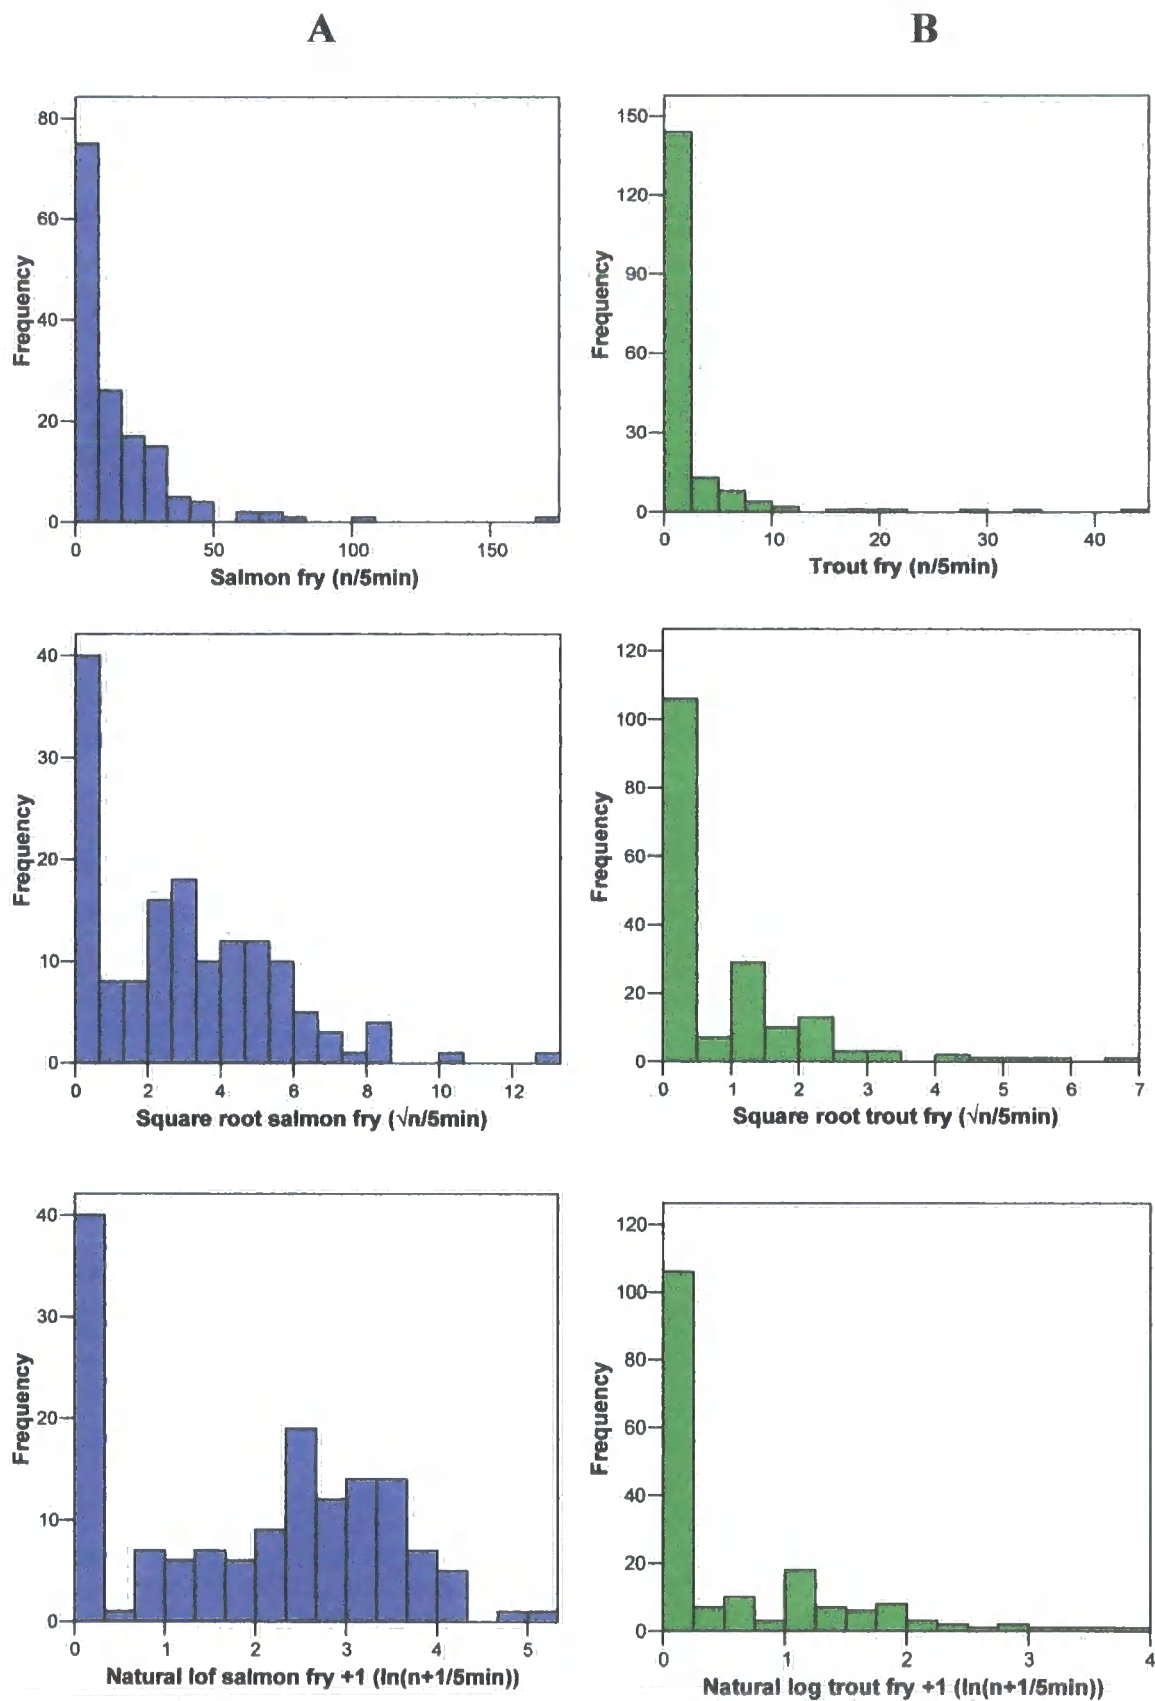 A
B
80
60
40
20
0
Frequency
0 50 100 150
Salmon fry (n/5min)
150
120
90
60
30
0
Frequency
0 10 20 30 40
Trout fry (n/5min)
40
30
20
10
0
Frequency
0 2 4 6 8 10 12
Square root salmon fry (√n/5min)
120
100
80
60
40
20
0
Frequency
0 1 2 3 4 5 6 7
Square root trout fry (√n/5min)
40
30
20
10
0
Frequency
0 1 2 3 4 5
Natural lof salmon fry +1 (ln(n+1/5min))
120
100
80
60
40
20
0
Frequency
0 1 2 3 4
Natural log trout fry +1 (ln(n+1/5min))